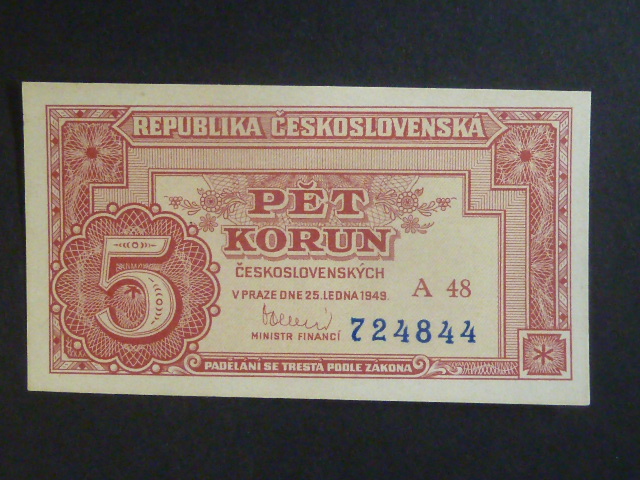 REPUBLIKA ČESKOSLOVENSKÁ
PĚT
KORUN
ČESKOSLOVENSKÝCH
V PRAZE DNE 25. LEDNA 1949.
A 48
MINISTR FINANCÍ
724844
5
PADĚLÁNÍ SE TRESTÁ PODLE ZÁKONA